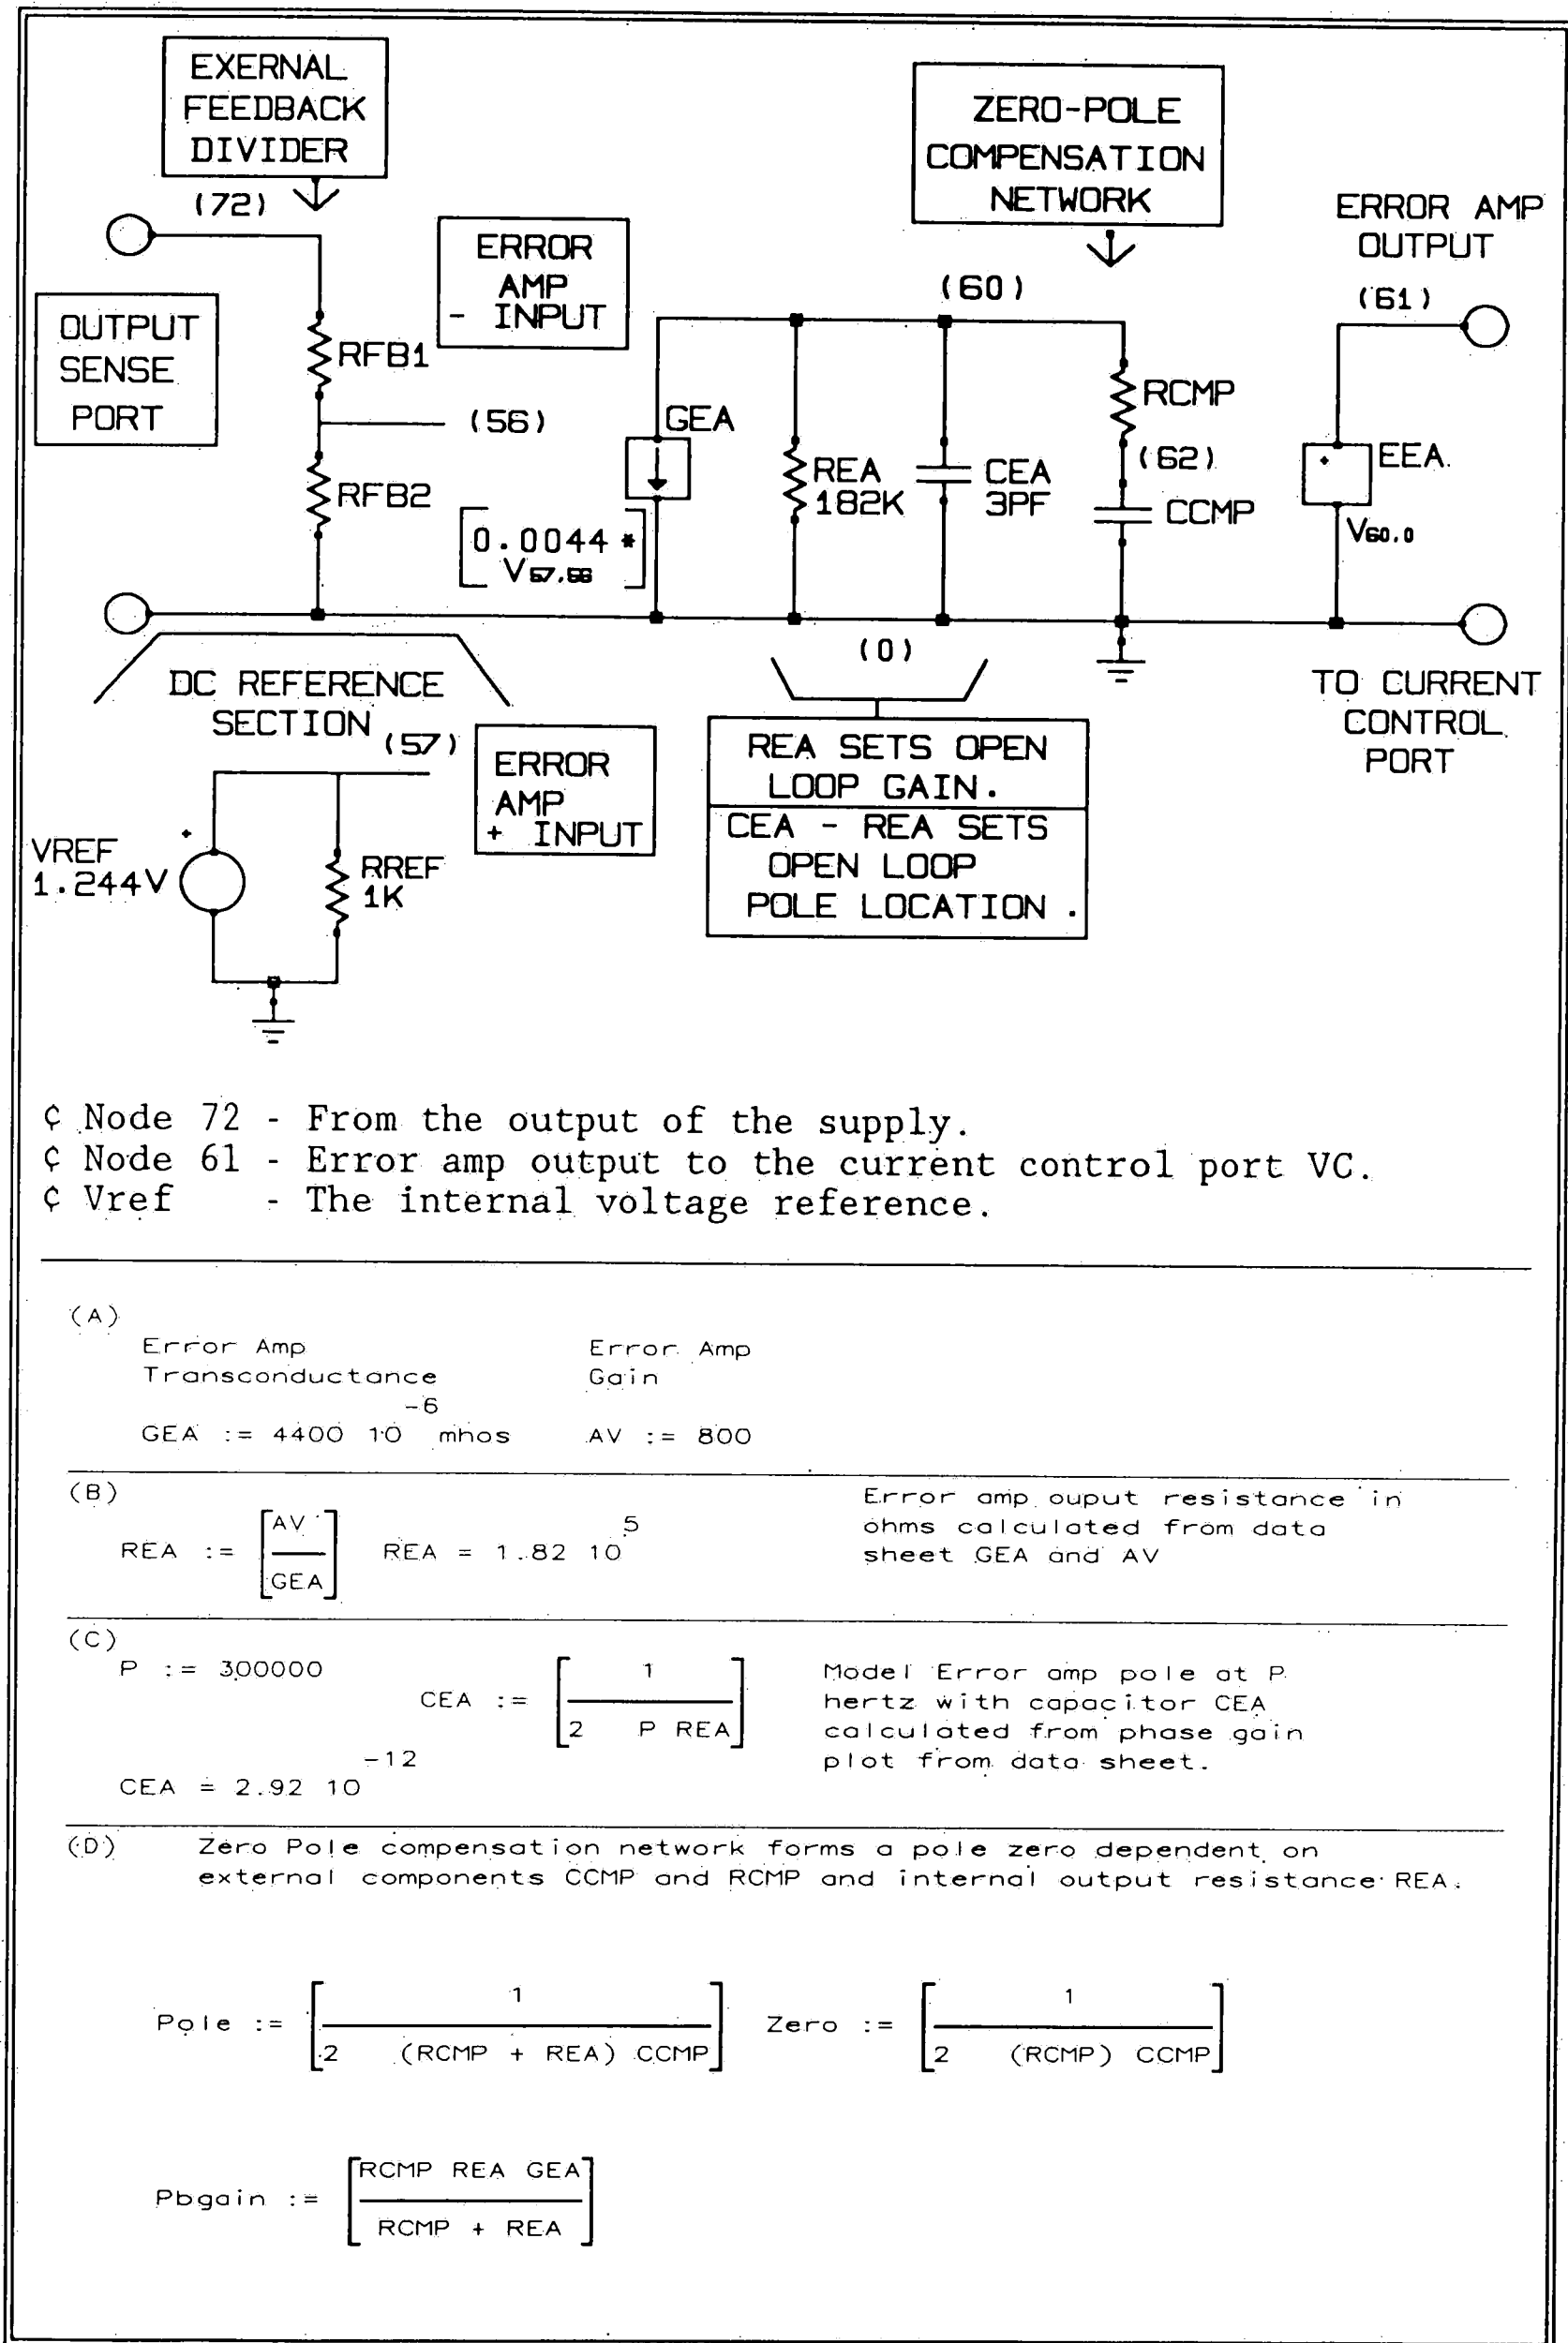 EXERNAL
FEEDBACK
DIVIDER
(72)
OUTPUT
SENSE
PORT
RFB1
(56)
RFB2
ERROR
AMP
- INPUT
GEA
[0.0044 *
V57,56]
ZERO-POLE
COMPENSATION
NETWORK
(60)
REA
182K
CEA
3PF
RCMP
(62)
CCMP
ERROR AMP
OUTPUT
(61)
+
EEA
V60,0
(0)
TO CURRENT
CONTROL
PORT
DC REFERENCE
SECTION
(57)
ERROR
AMP
+ INPUT
VREF
1.244V
+
RREF
1K
REA SETS OPEN
LOOP GAIN.
CEA - REA SETS
OPEN LOOP
POLE LOCATION .
¢ Node 72 - From the output of the supply.
¢ Node 61 - Error amp output to the current control port VC.
¢ Vref - The internal voltage reference.
(A)
Error Amp Error Amp
Transconductance Gain
-6
GEA := 4400 10 mhos AV := 800
(B)
Error amp ouput resistance in
ohms calculated from data
sheet GEA and AV
AV 5
REA := REA = 1.82 10
GEA
(C)
P := 300000
1
CEA :=
2 P REA
-12
CEA = 2.92 10
Model Error amp pole at P
hertz with capacitor CEA
calculated from phase gain
plot from data sheet.
(D) Zero Pole compensation network forms a pole zero dependent on
external components CCMP and RCMP and internal output resistance REA.
1 1
Pole := Zero :=
2 (RCMP + REA) CCMP 2 (RCMP) CCMP
RCMP REA GEA
Pbgain :=
RCMP + REA